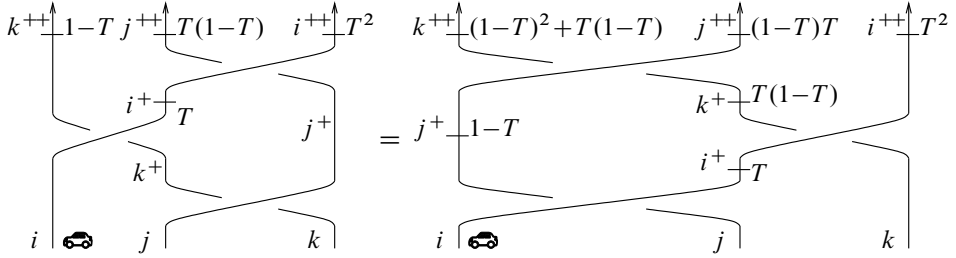 k⁺⁺ 1−T j⁺⁺ T(1−T) i⁺⁺ T² k⁺⁺ (1−T)²+T(1−T) j⁺⁺ (1−T)T i⁺⁺ T²
i⁺ T j⁺ k⁺ T(1−T)
= j⁺ 1−T
k⁺ i⁺ T
i j k i j k